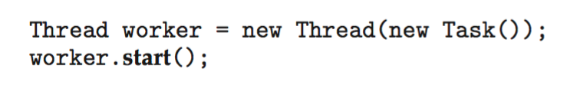 Thread worker = new Thread(new Task());
worker.start();